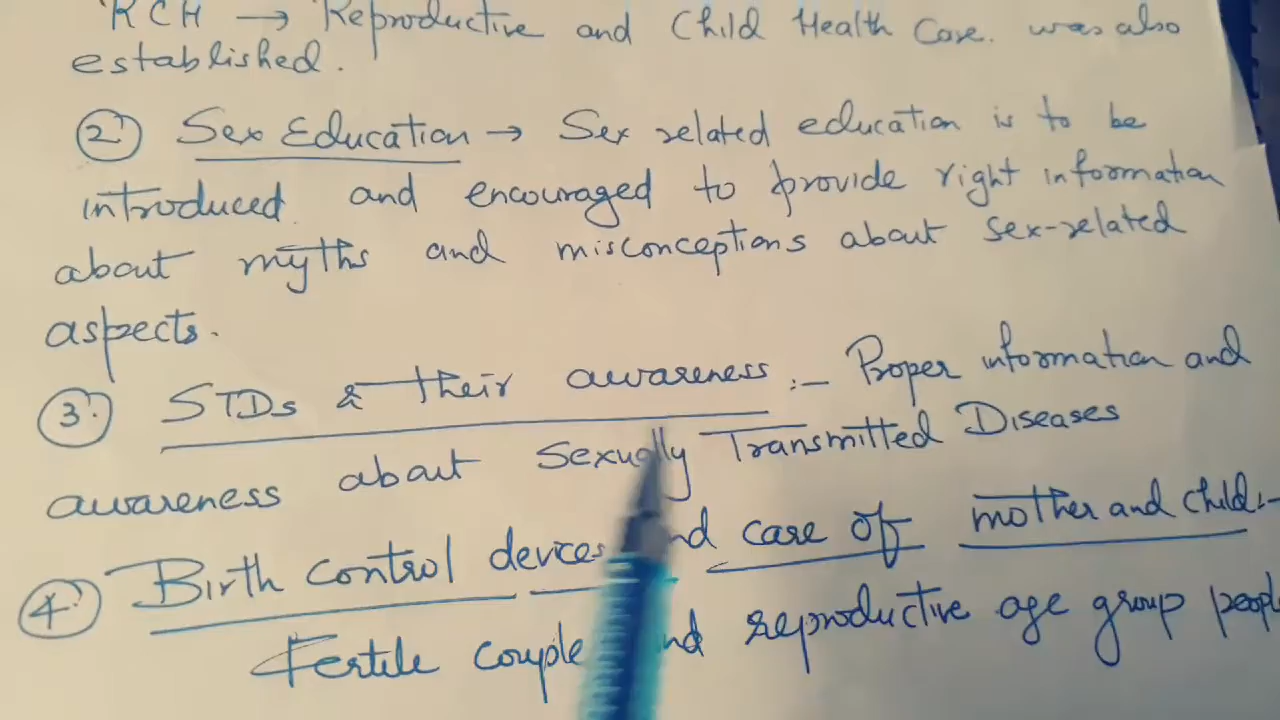 RCH → Reproductive and Child Health Care. was also
established.
② Sex Education → Sex related education is to be
introduced and encouraged to provide right information
about myths and misconceptions about sex-related
aspects.
③ STDs & their awareness :- Proper information and
awareness about Sexually Transmitted Diseases
④ Birth control devices and care of mother and child:-
Fertile couple and reproductive age group people